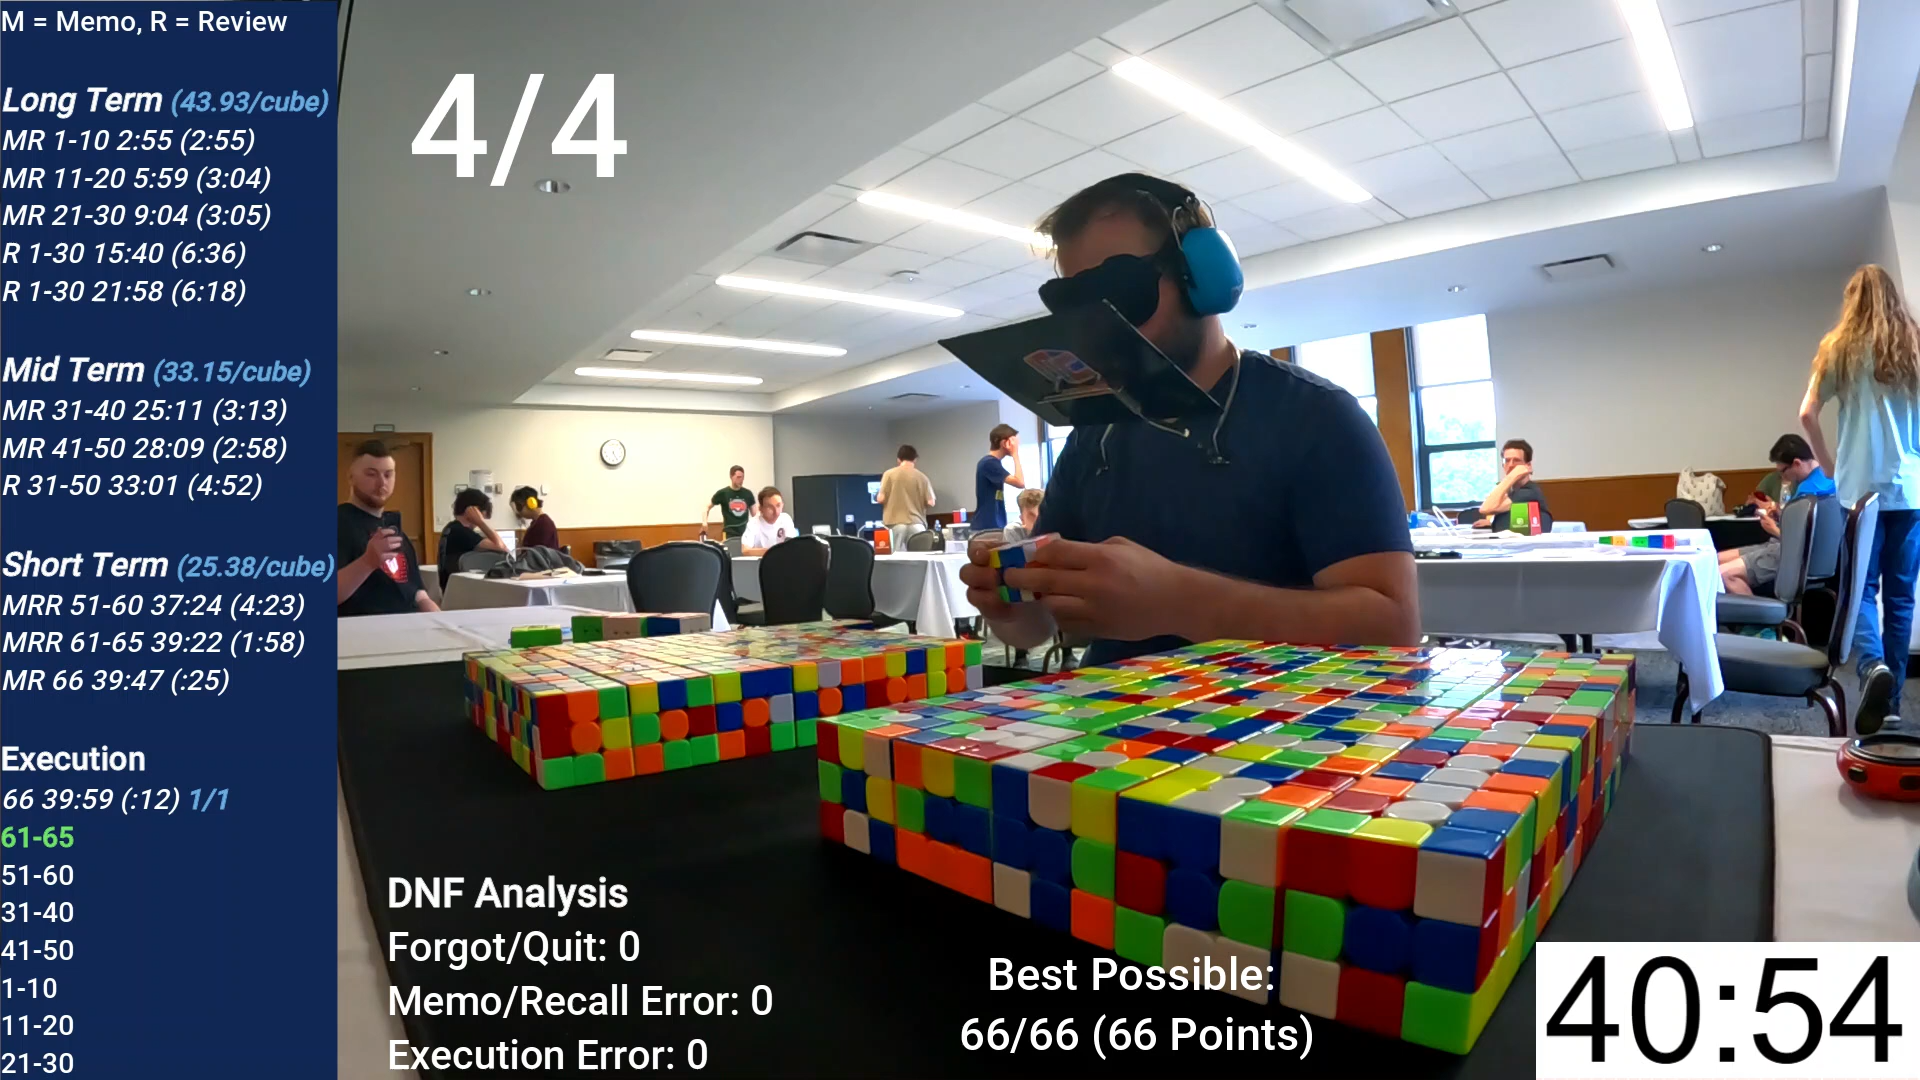 M = Memo, R = Review
Long Term (43.93/cube)
MR 1-10 2:55 (2:55)
MR 11-20 5:59 (3:04)
MR 21-30 9:04 (3:05)
R 1-30 15:40 (6:36)
R 1-30 21:58 (6:18)
Mid Term (33.15/cube)
MR 31-40 25:11 (3:13)
MR 41-50 28:09 (2:58)
R 31-50 33:01 (4:52)
Short Term (25.38/cube)
MRR 51-60 37:24 (4:23)
MRR 61-65 39:22 (1:58)
MR 66 39:47 (:25)
Execution
66 39:59 (:12) 1/1
61-65
51-60
31-40
41-50
1-10
11-20
21-30
4/4
DNF Analysis
Forgot/Quit: 0
Memo/Recall Error: 0
Execution Error: 0
Best Possible:
66/66 (66 Points)
40:54